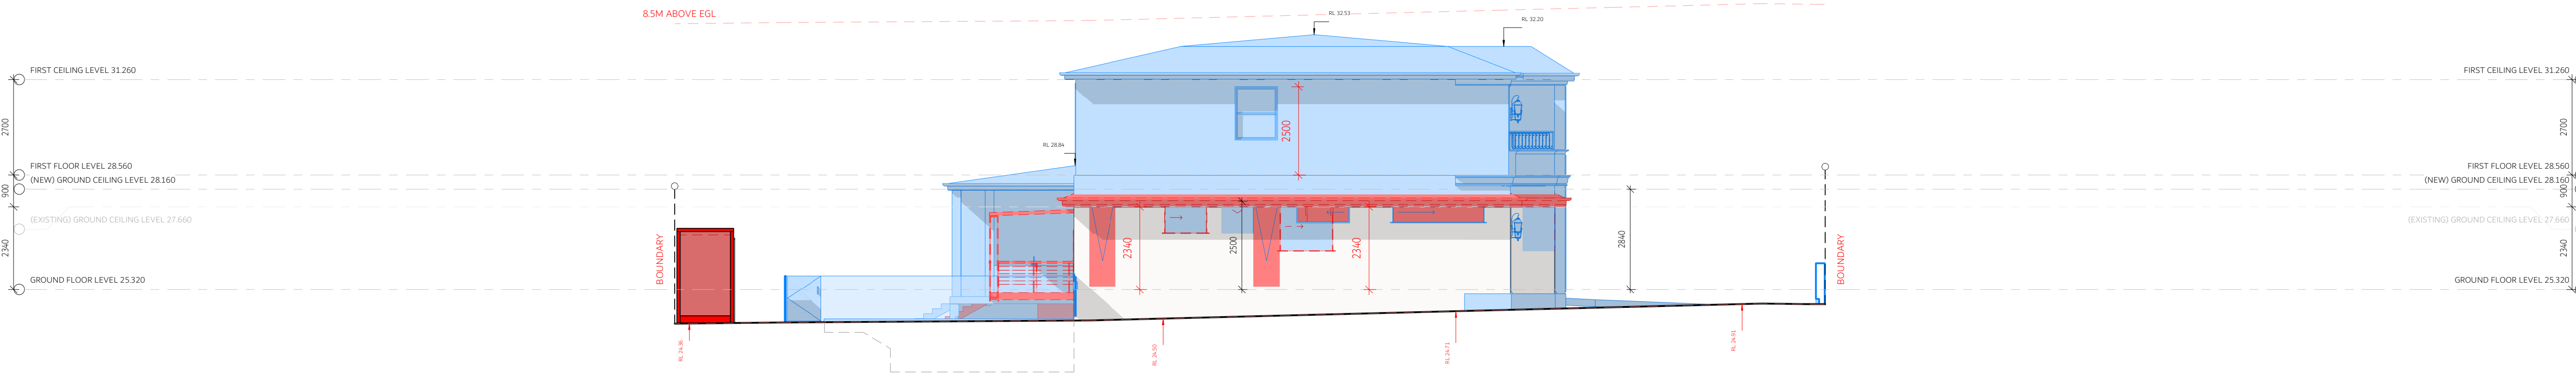 8.5M ABOVE EGL
RL 32.53
RL 32.20
FIRST CEILING LEVEL 31.260
FIRST CEILING LEVEL 31.260
2700
2500
2700
RL 28.84
FIRST FLOOR LEVEL 28.560
FIRST FLOOR LEVEL 28.560
(NEW) GROUND CEILING LEVEL 28.160
(NEW) GROUND CEILING LEVEL 28.160
900
900
(EXISTING) GROUND CEILING LEVEL 27.660
(EXISTING) GROUND CEILING LEVEL 27.660
2340
BOUNDARY
2340
2500
2340
2840
BOUNDARY
2340
GROUND FLOOR LEVEL 25.320
GROUND FLOOR LEVEL 25.320
RL 24.36
RL 24.50
RL 24.71
RL 24.91